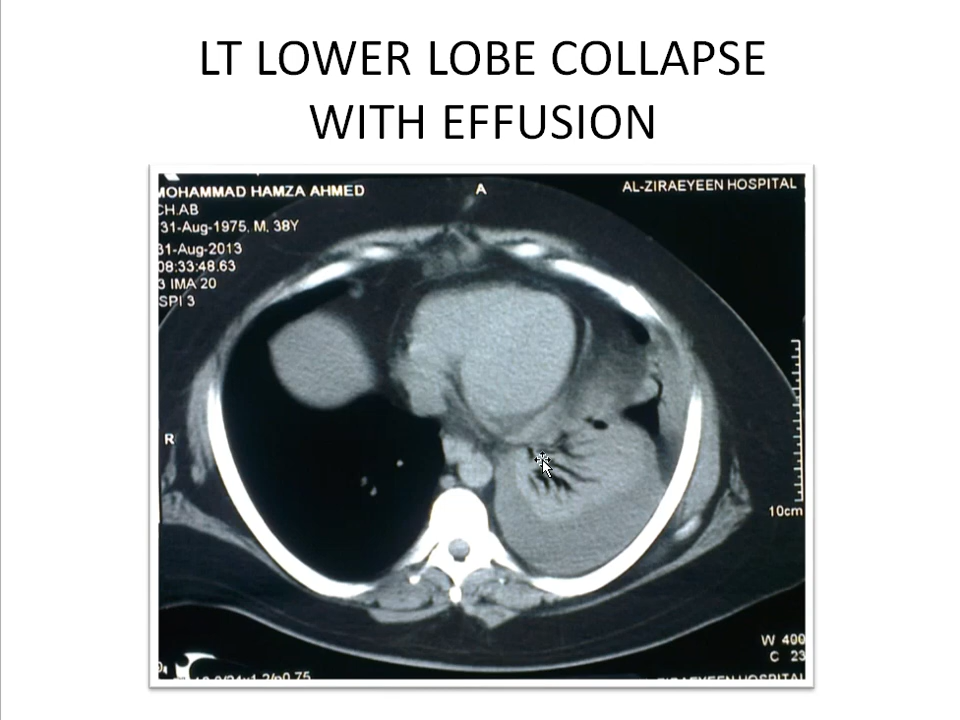 LT LOWER LOBE COLLAPSE
WITH EFFUSION
MOHAMMAD HAMZA AHMED
A
AL-ZIRAEYEEN HOSPITAL
CH.AB
31-Aug-1975, M, 38Y
31-Aug-2013
08:33:48.63
3 IMA 20
SPI 3
R
10cm
W 400
C 23